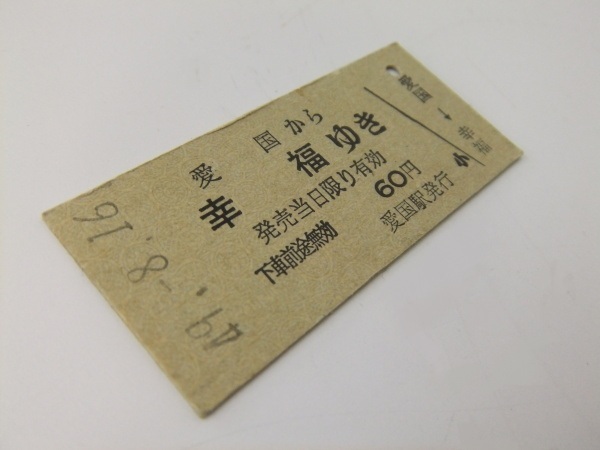 愛国から
幸福ゆき
発売当日限り有効
下車前途無効
60円
愛国駅発行
愛国→幸福
小
49.-8.16